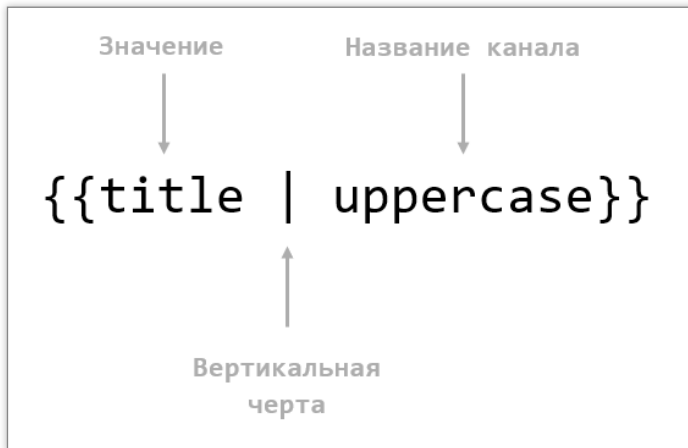 Значение Название канала
{{title | uppercase}}
Вертикальная
черта